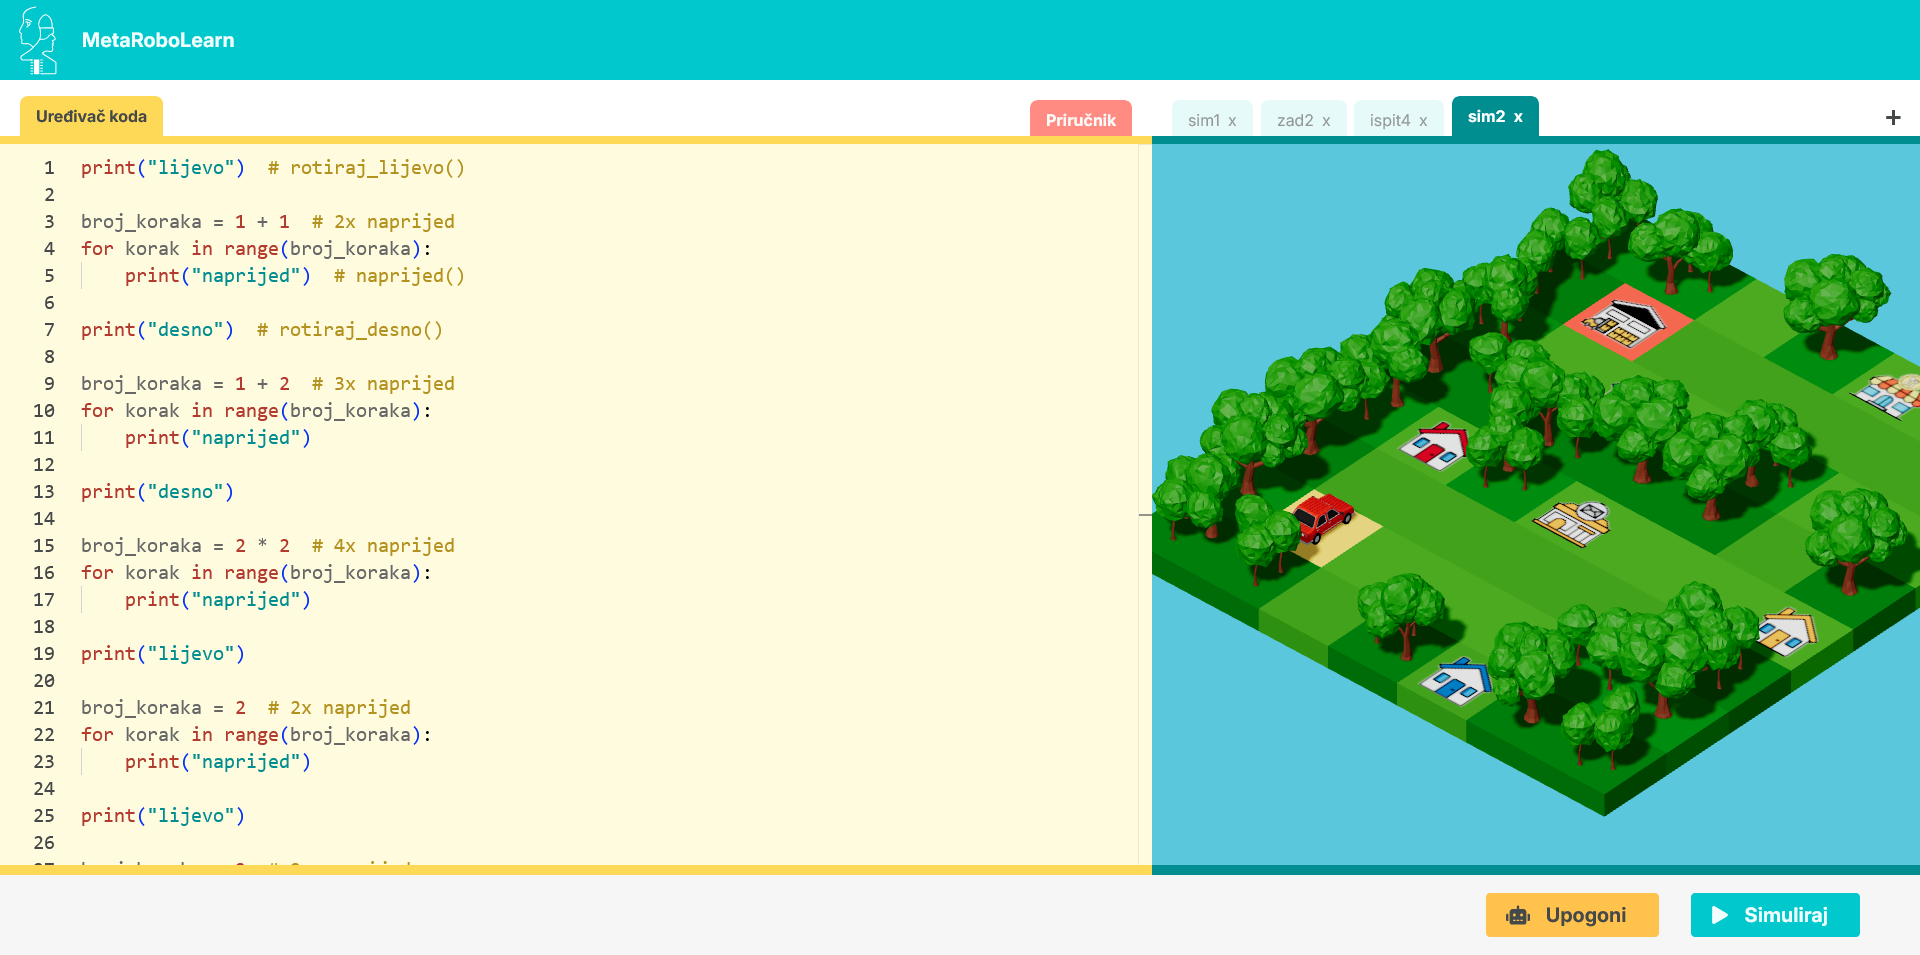 MetaRoboLearn
Uređivač koda
Priručnik
sim1 x
zad2 x
ispit4 x
sim2 x
+
1 print("lijevo")  # rotiraj_lijevo()
2
3 broj_koraka = 1 + 1  # 2x naprijed
4 for korak in range(broj_koraka):
5     print("naprijed")  # naprijed()
6
7 print("desno")  # rotiraj_desno()
8
9 broj_koraka = 1 + 2  # 3x naprijed
10 for korak in range(broj_koraka):
11     print("naprijed")
12
13 print("desno")
14
15 broj_koraka = 2 * 2  # 4x naprijed
16 for korak in range(broj_koraka):
17     print("naprijed")
18
19 print("lijevo")
20
21 broj_koraka = 2  # 2x naprijed
22 for korak in range(broj_koraka):
23     print("naprijed")
24
25 print("lijevo")
26
Upogoni
Simuliraj